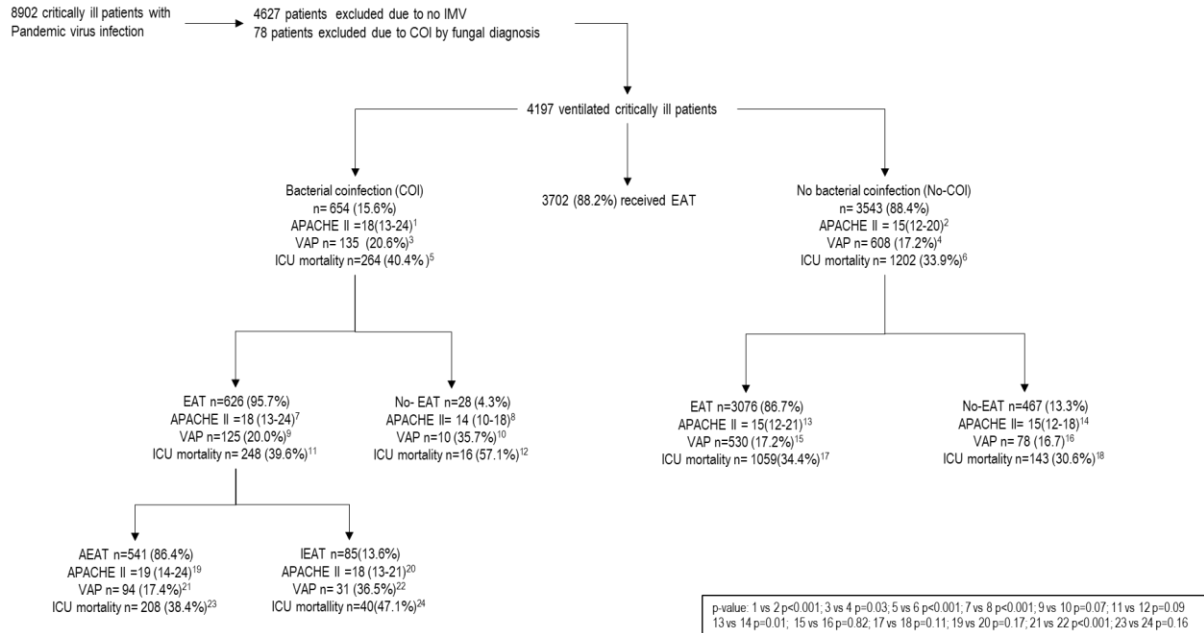 8902 critically ill patients with
Pandemic virus infection
4627 patients excluded due to no IMV
78 patients excluded due to COI by fungal diagnosis
4197 ventilated critically ill patients
Bacterial coinfection (COI)
n= 654 (15.6%)
APACHE II =18(13-24)¹
VAP n= 135 (20.6%)³
ICU mortality n=264 (40.4%)⁵
3702 (88.2%) received EAT
No bacterial coinfection (No-COI)
n= 3543 (88.4%)
APACHE II = 15(12-20)²
VAP n= 608 (17.2%)⁴
ICU mortality n= 1202 (33.9%)⁶
EAT n=626 (95.7%)
APACHE II =18 (13-24)⁷
VAP n=125 (20.0%)⁹
ICU mortality n= 248 (39.6%)¹¹
No- EAT n=28 (4.3%)
APACHE II= 14 (10-18)⁸
VAP n=10 (35.7%)¹⁰
ICU mortality n=16 (57.1%)¹²
EAT n=3076 (86.7%)
APACHE II = 15(12-21)¹³
VAP n=530 (17.2%)¹⁵
ICU mortality n= 1059(34.4%)¹⁷
No-EAT n=467 (13.3%)
APACHE II= 15(12-18)¹⁴
VAP n= 78 (16.7)¹⁶
ICU mortality n=143 (30.6%)¹⁸
AEAT n=541 (86.4%)
APACHE II =19 (14-24)¹⁹
VAP n= 94 (17.4%)²¹
ICU mortality n= 208 (38.4%)²³
IEAT n=85(13.6%)
APACHE II = 18 (13-21)²⁰
VAP n= 31 (36.5%)²²
ICU mortallity n=40(47.1%)²⁴
p-value: 1 vs 2 p<0.001; 3 vs 4 p=0.03; 5 vs 6 p<0.001; 7 vs 8 p<0.001; 9 vs 10 p=0.07; 11 vs 12 p=0.09
13 vs 14 p=0.01; 15 vs 16 p=0.82; 17 vs 18 p=0.11; 19 vs 20 p=0.17; 21 vs 22 p<0.001; 23 vs 24 p=0.16